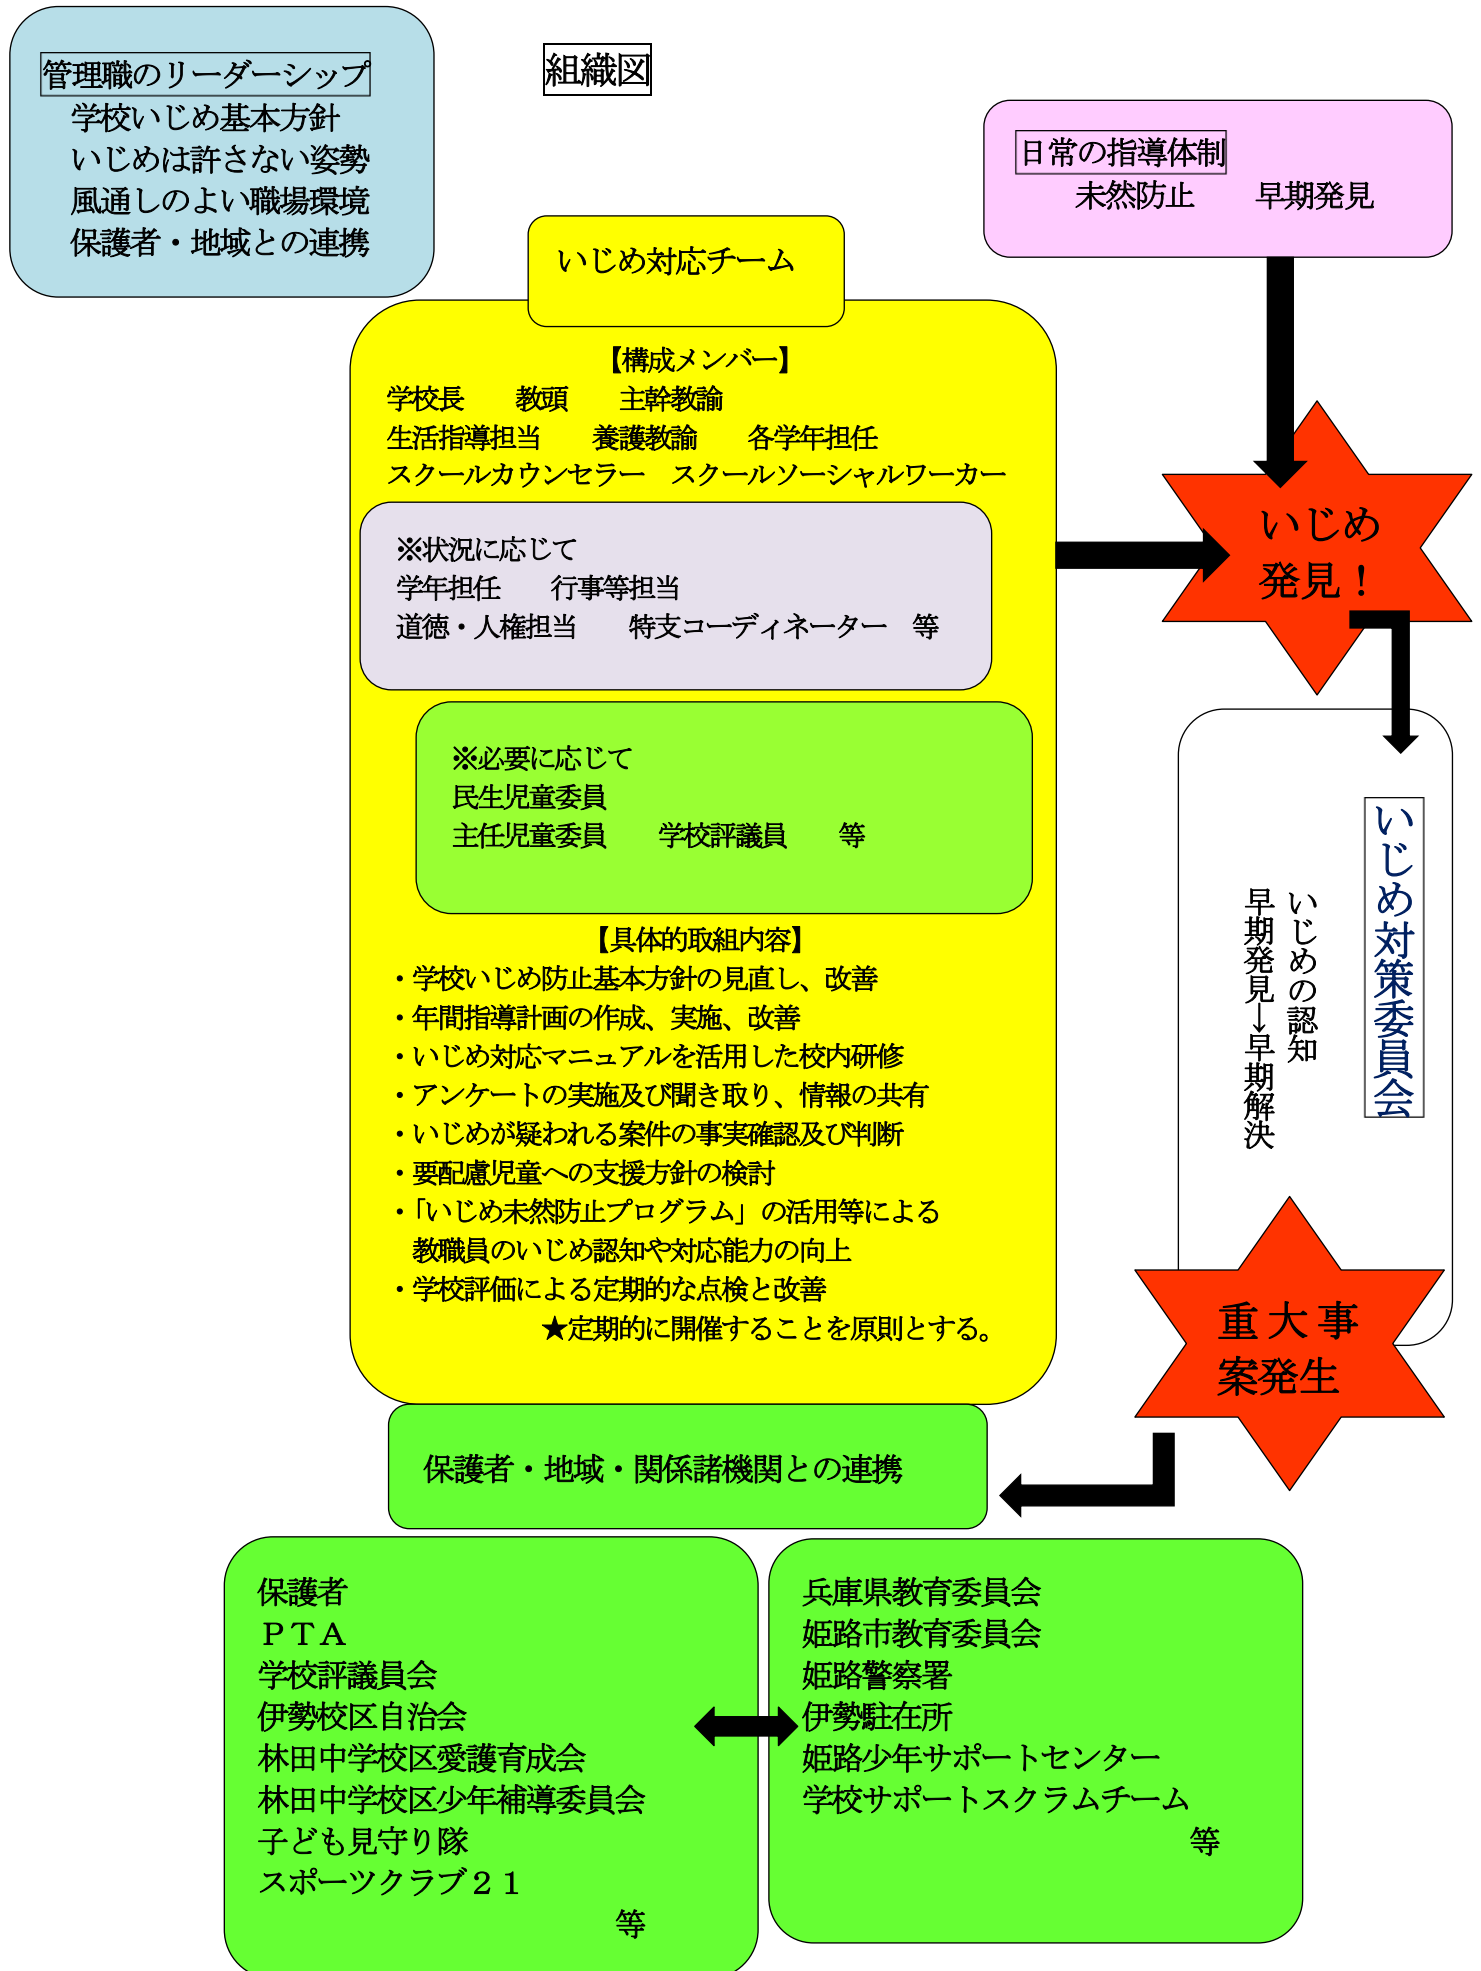 組織図
管理職のリーダーシップ
学校いじめ基本方針
いじめは許さない姿勢
風通しのよい職場環境
保護者・地域との連携
日常の指導体制
未然防止　　早期発見
いじめ対応チーム
【構成メンバー】
学校長　　教頭　　主幹教諭
生活指導担当　　養護教諭　　各学年担任
スクールカウンセラー　スクールソーシャルワーカー
※状況に応じて
学年担任　　行事等担当
道徳・人権担当　　特支コーディネーター　等
※必要に応じて
民生児童委員
主任児童委員　　学校評議員　　等
【具体的取組内容】
・学校いじめ防止基本方針の見直し、改善
・年間指導計画の作成、実施、改善
・いじめ対応マニュアルを活用した校内研修
・アンケートの実施及び聞き取り、情報の共有
・いじめが疑われる案件の事実確認及び判断
・要配慮児童への支援方針の検討
・「いじめ未然防止プログラム」の活用等による
教職員のいじめ認知や対応能力の向上
・学校評価による定期的な点検と改善
★定期的に開催することを原則とする。
いじめ
発見！
いじめ対策委員会
いじめの認知
早期発見→早期解決
重大事
案発生
保護者・地域・関係諸機関との連携
保護者
ＰＴＡ
学校評議員会
伊勢校区自治会
林田中学校区愛護育成会
林田中学校区少年補導委員会
子ども見守り隊
スポーツクラブ２１
等
兵庫県教育委員会
姫路市教育委員会
姫路警察署
伊勢駐在所
姫路少年サポートセンター
学校サポートスクラムチーム
等